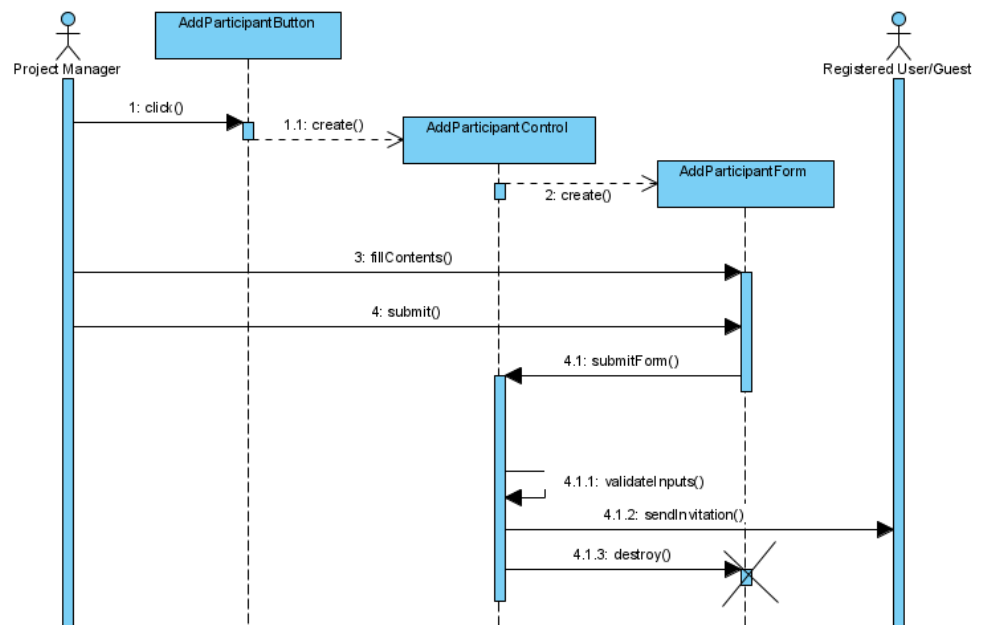 AddParticipantButton
Project Manager
Registered User/Guest
1: click()
1.1: create()
AddParticipantControl
AddParticipantForm
2: create()
3: fillContents()
4: submit()
4.1: submitForm()
4.1.1: validateInputs()
4.1.2: sendInvitation()
4.1.3: destroy()